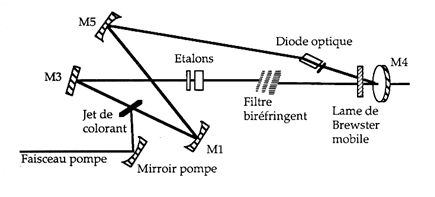 M5
Diode optique
M4
Etalons
M3
Jet de
colorant
Filtre
biréfringent
Lame de
Brewster
mobile
M1
Faisceau pompe
Mirroir pompe